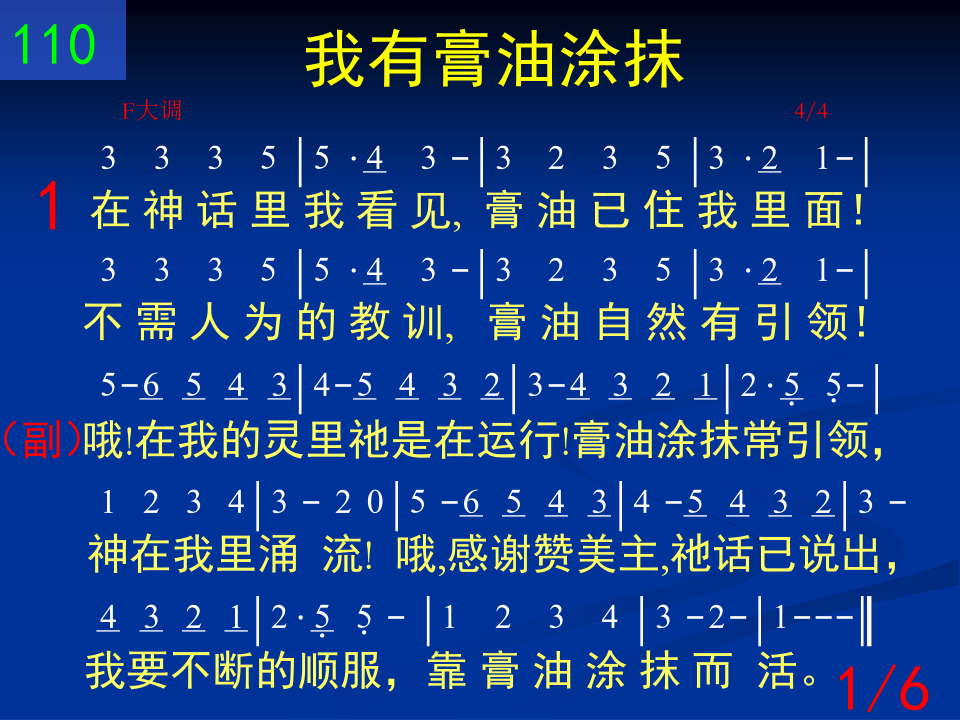 110
我有膏油涂抹
F大调 4/4
3 3 3 5|5 ·4 3 -|3 2 3 5|3 ·2 1-|
1 在神话里我看见, 膏油已住我里面!
3 3 3 5|5 ·4 3 -|3 2 3 5|3 ·2 1-|
不需人为的教训, 膏油自然有引领!
5-6 5 4 3|4-5 4 3 2|3-4 3 2 1|2·5̣ 5̣-|
(副)哦!在我的灵里祂是在运行!膏油涂抹常引领，
1 2 3 4|3 - 2 0|5 -6 5 4 3|4 -5 4 3 2|3 -
神在我里涌 流! 哦,感谢赞美主,祂话已说出，
4 3 2 1|2·5̣ 5̣ - |1 2 3 4|3 -2-|1---‖
我要不断的顺服，靠膏油涂抹而 活。
1/6